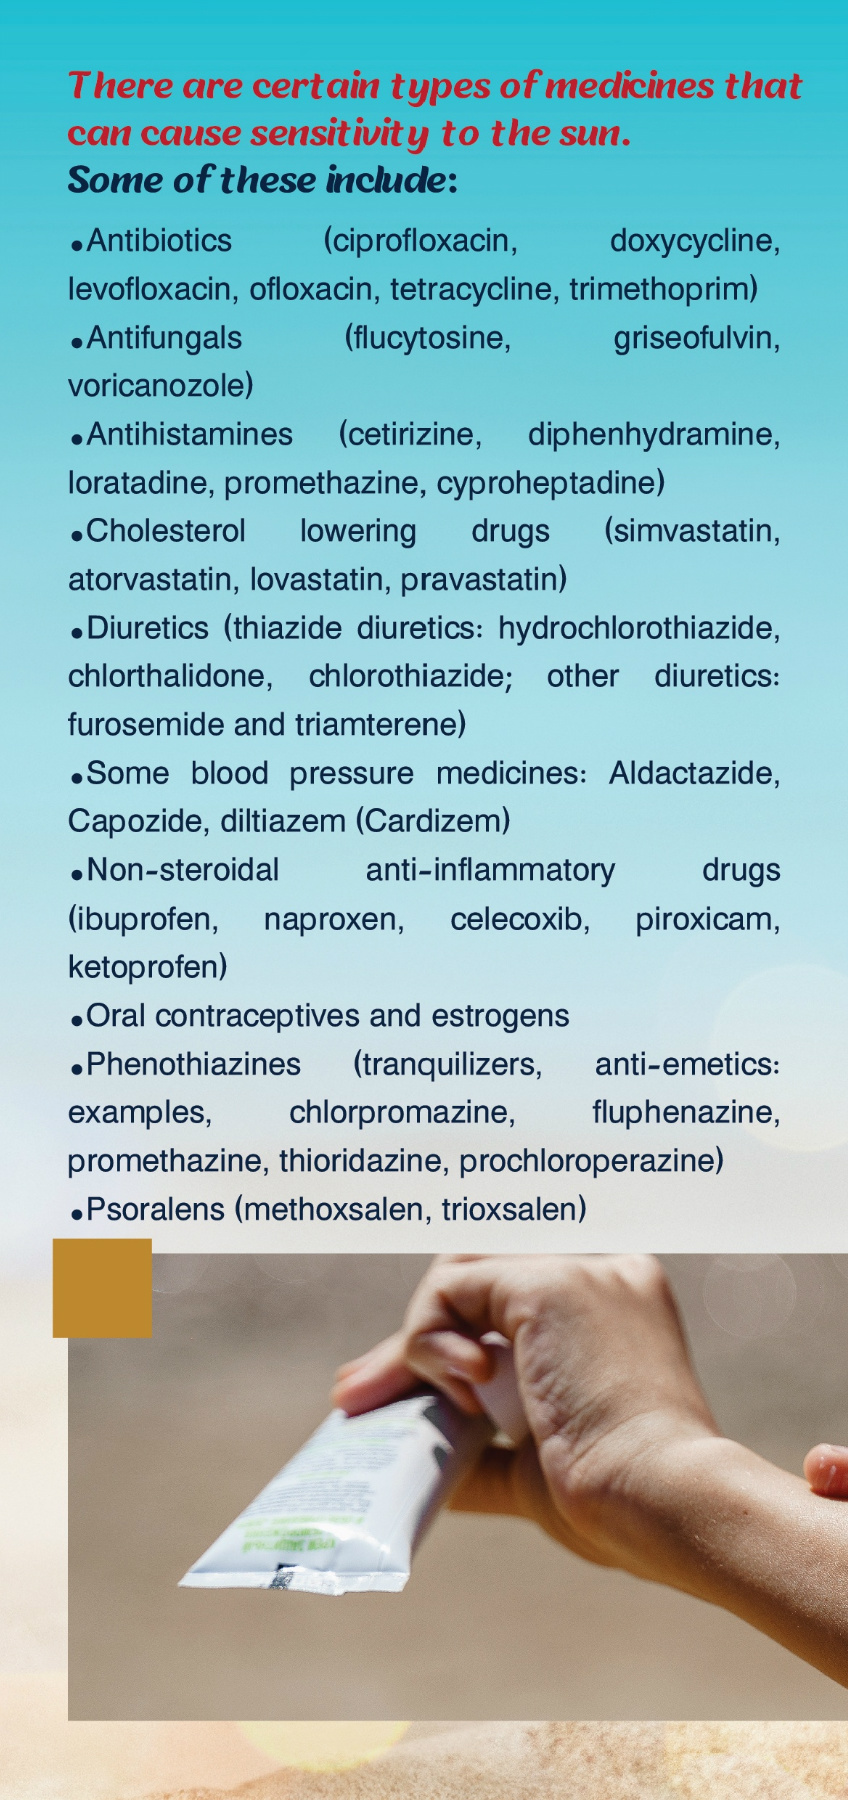 There are certain types of medicines that
can cause sensitivity to the sun.
Some of these include:
•Antibiotics (ciprofloxacin, doxycycline,
levofloxacin, ofloxacin, tetracycline, trimethoprim)
•Antifungals (flucytosine, griseofulvin,
voricanozole)
•Antihistamines (cetirizine, diphenhydramine,
loratadine, promethazine, cyproheptadine)
•Cholesterol lowering drugs (simvastatin,
atorvastatin, lovastatin, pravastatin)
•Diuretics (thiazide diuretics: hydrochlorothiazide,
chlorthalidone, chlorothiazide; other diuretics:
furosemide and triamterene)
•Some blood pressure medicines: Aldactazide,
Capozide, diltiazem (Cardizem)
•Non-steroidal anti-inflammatory drugs
(ibuprofen, naproxen, celecoxib, piroxicam,
ketoprofen)
•Oral contraceptives and estrogens
•Phenothiazines (tranquilizers, anti-emetics:
examples, chlorpromazine, fluphenazine,
promethazine, thioridazine, prochloroperazine)
•Psoralens (methoxsalen, trioxsalen)